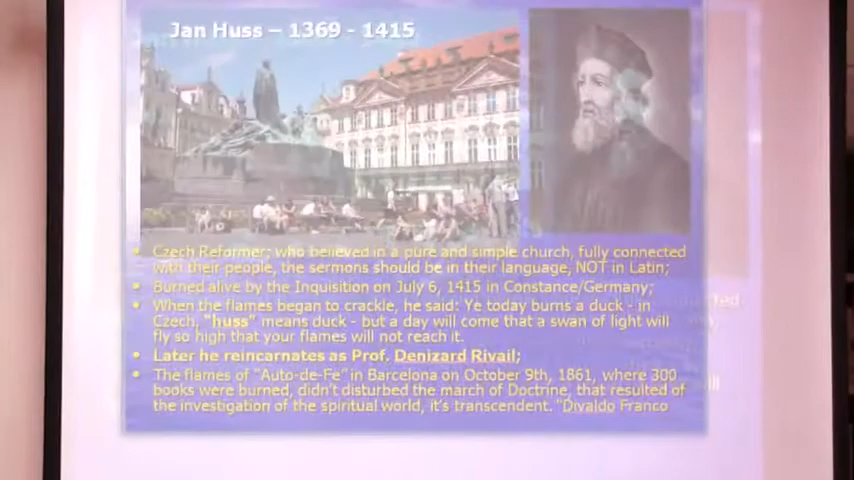 Jan Huss – 1369 - 1415
• Czech Reformer; who believed in a pure and simple church, fully connected
with their people, the sermons should be in their language, NOT in Latin;
• Burned alive by the Inquisition on July 6, 1415 in Constance/Germany;
• When the flames began to crackle, he said: Ye today burns a duck - in
Czech, "huss" means duck - but a day will come that a swan of light will
fly so high that your flames will not reach it.
• Later he reincarnates as Prof. Denizard Rivail;
• The flames of "Auto-de-Fe" in Barcelona on October 9th, 1861, where 300
books were burned, didn't disturbed the march of Doctrine, that resulted of
the investigation of the spiritual world, it's transcendent. "Divaldo Franco